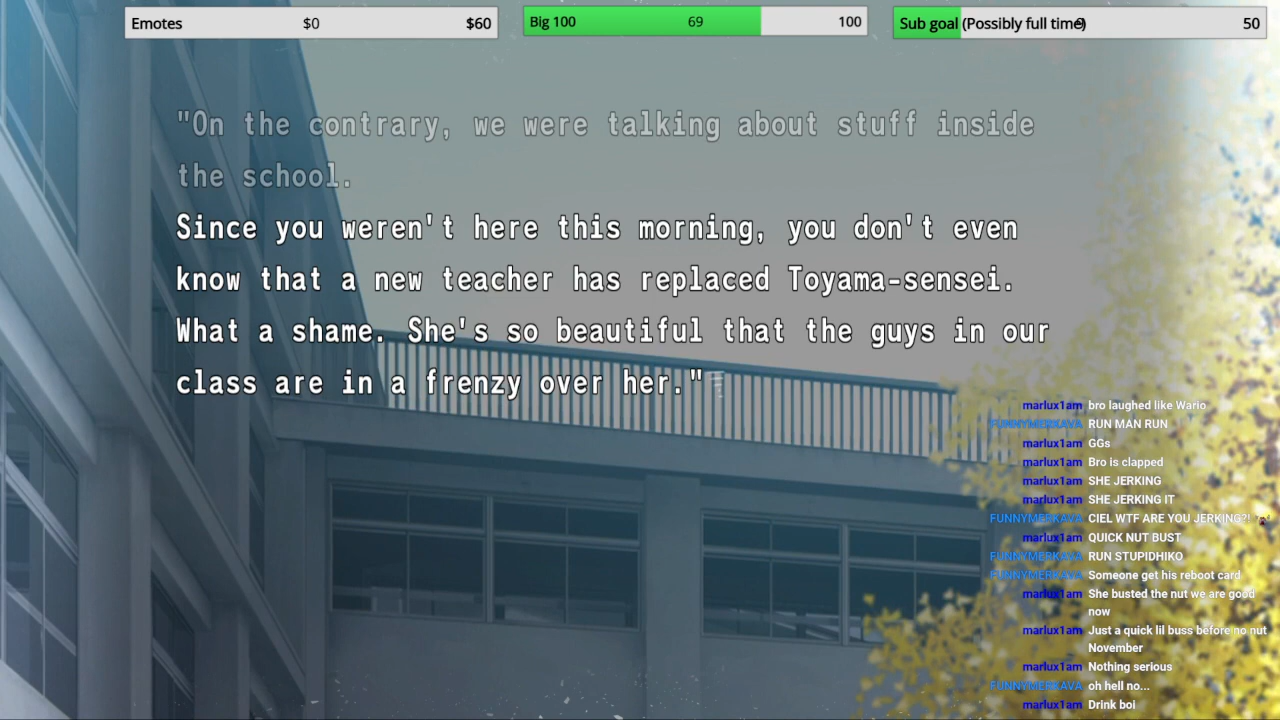 Emotes $0 $60
Big 100 69 100
Sub goal (Possibly full time) 50
"On the contrary, we were talking about stuff inside
the school.
Since you weren't here this morning, you don't even
know that a new teacher has replaced Toyama-sensei.
What a shame. She's so beautiful that the guys in our
class are in a frenzy over her."
marlux1am bro laughed like Wario
FUNNYMERKAVA RUN MAN RUN
marlux1am GGs
marlux1am Bro is clapped
marlux1am SHE JERKING
marlux1am SHE JERKING IT
FUNNYMERKAVA CIEL WTF ARE YOU JERKING?!
marlux1am QUICK NUT BUST
FUNNYMERKAVA RUN STUPIDHIKO
FUNNYMERKAVA Someone get his reboot card
marlux1am She busted the nut we are good
now
marlux1am Just a quick lil buss before no nut
November
marlux1am Nothing serious
FUNNYMERKAVA oh hell no...
marlux1am Drink boi